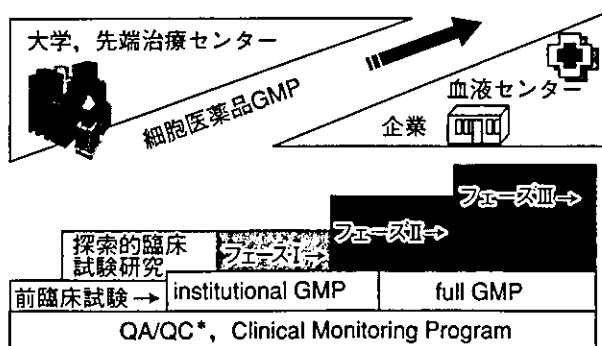 大学，先端治療センター
細胞医薬品GMP
血液センター
企業
フェーズⅢ→
フェーズⅡ→
探索的臨床
試験研究
フェーズ・Ⅰ→
前臨床試験→
institutional GMP
full GMP
QA/QC*, Clinical Monitoring Program